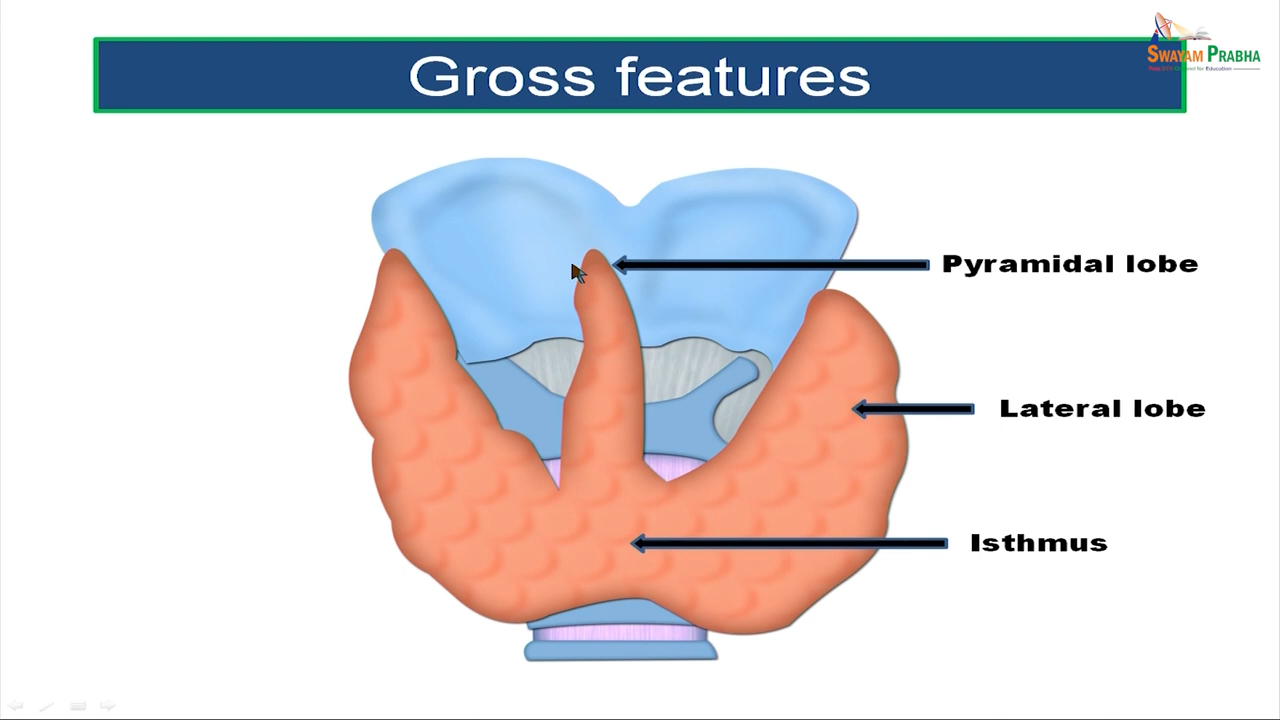 Gross features
SWAYAM PRABHA
Pyramidal lobe
Lateral lobe
Isthmus